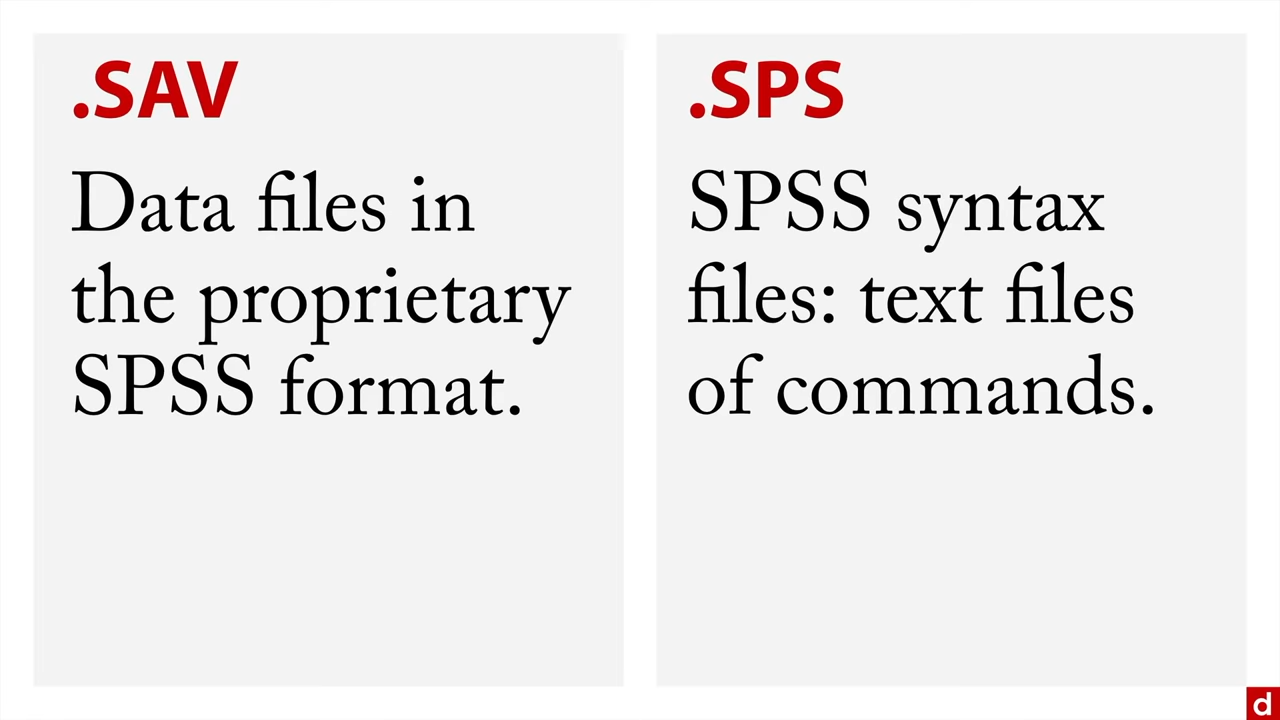 .SAV
Data files in
the proprietary
SPSS format.
.SPS
SPSS syntax
files: text files
of commands.
d